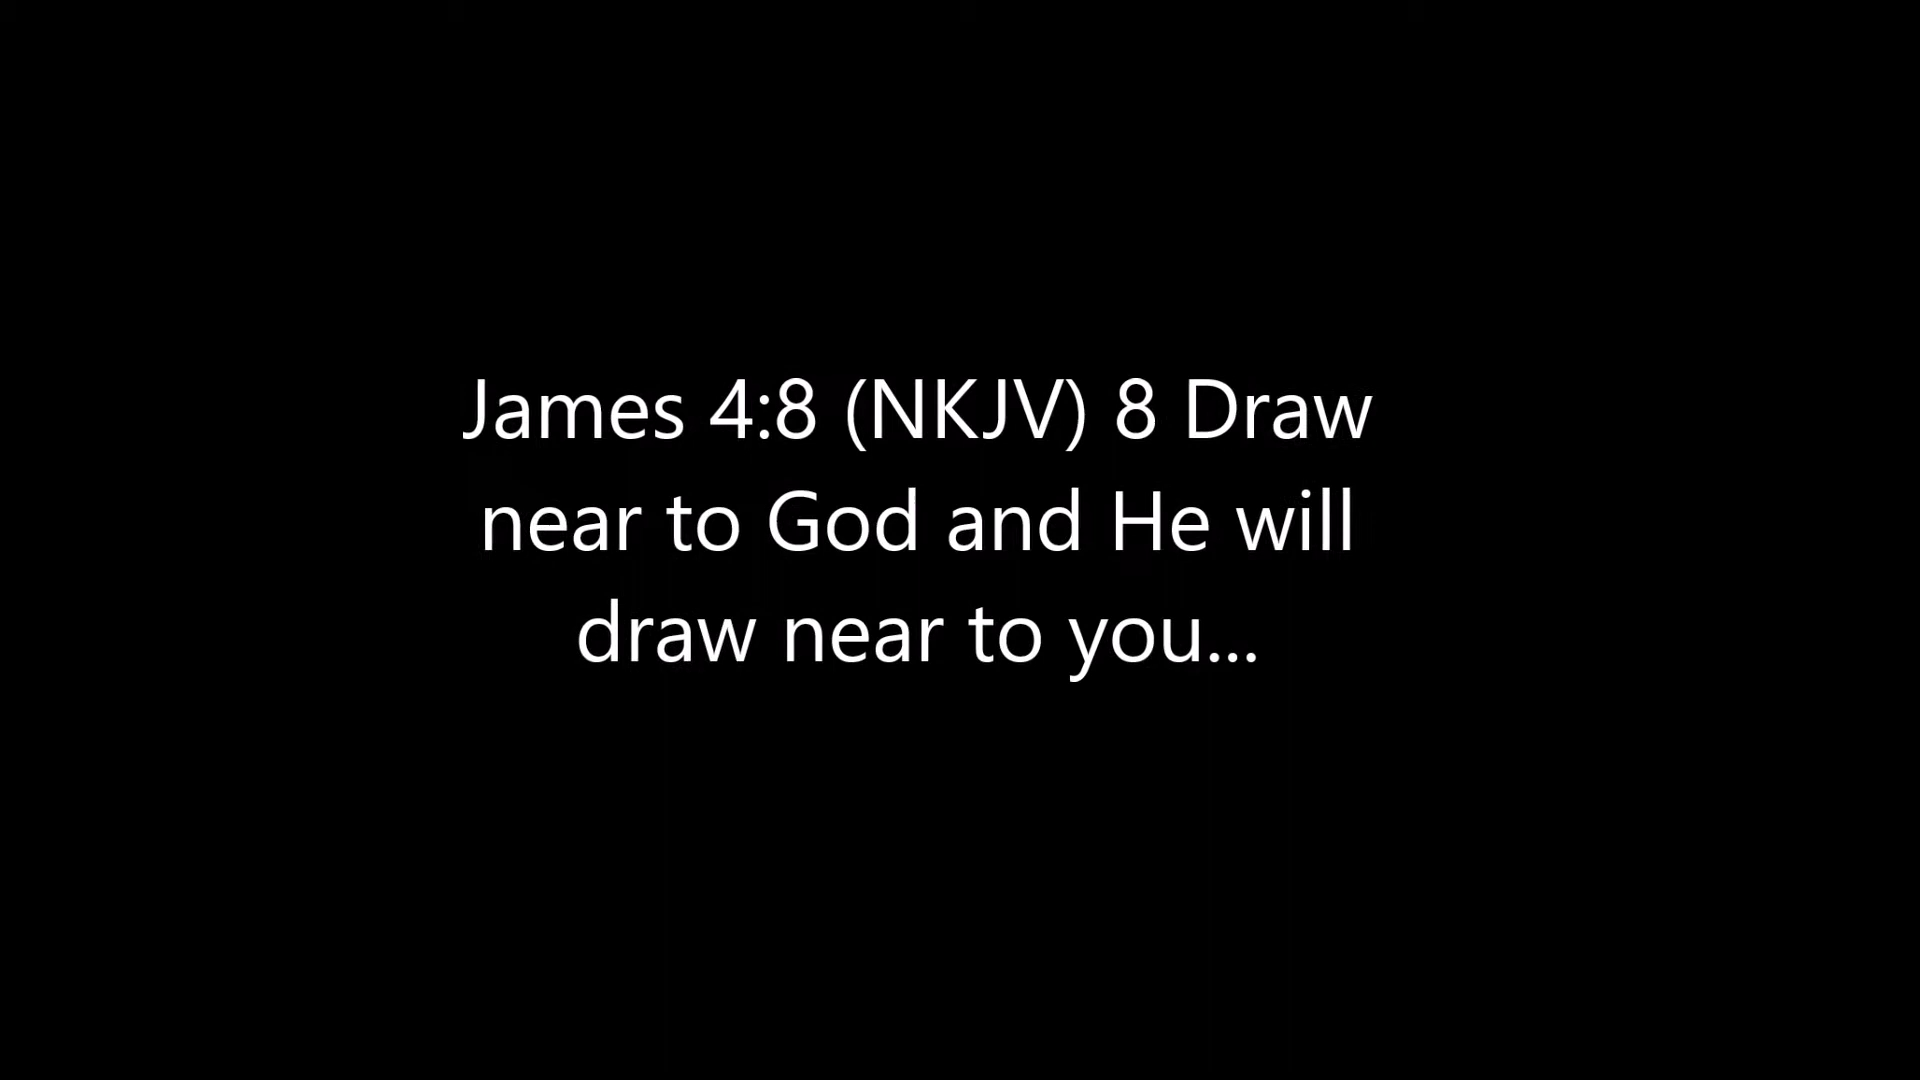 James 4:8 (NKJV) 8 Draw
near to God and He will
draw near to you...